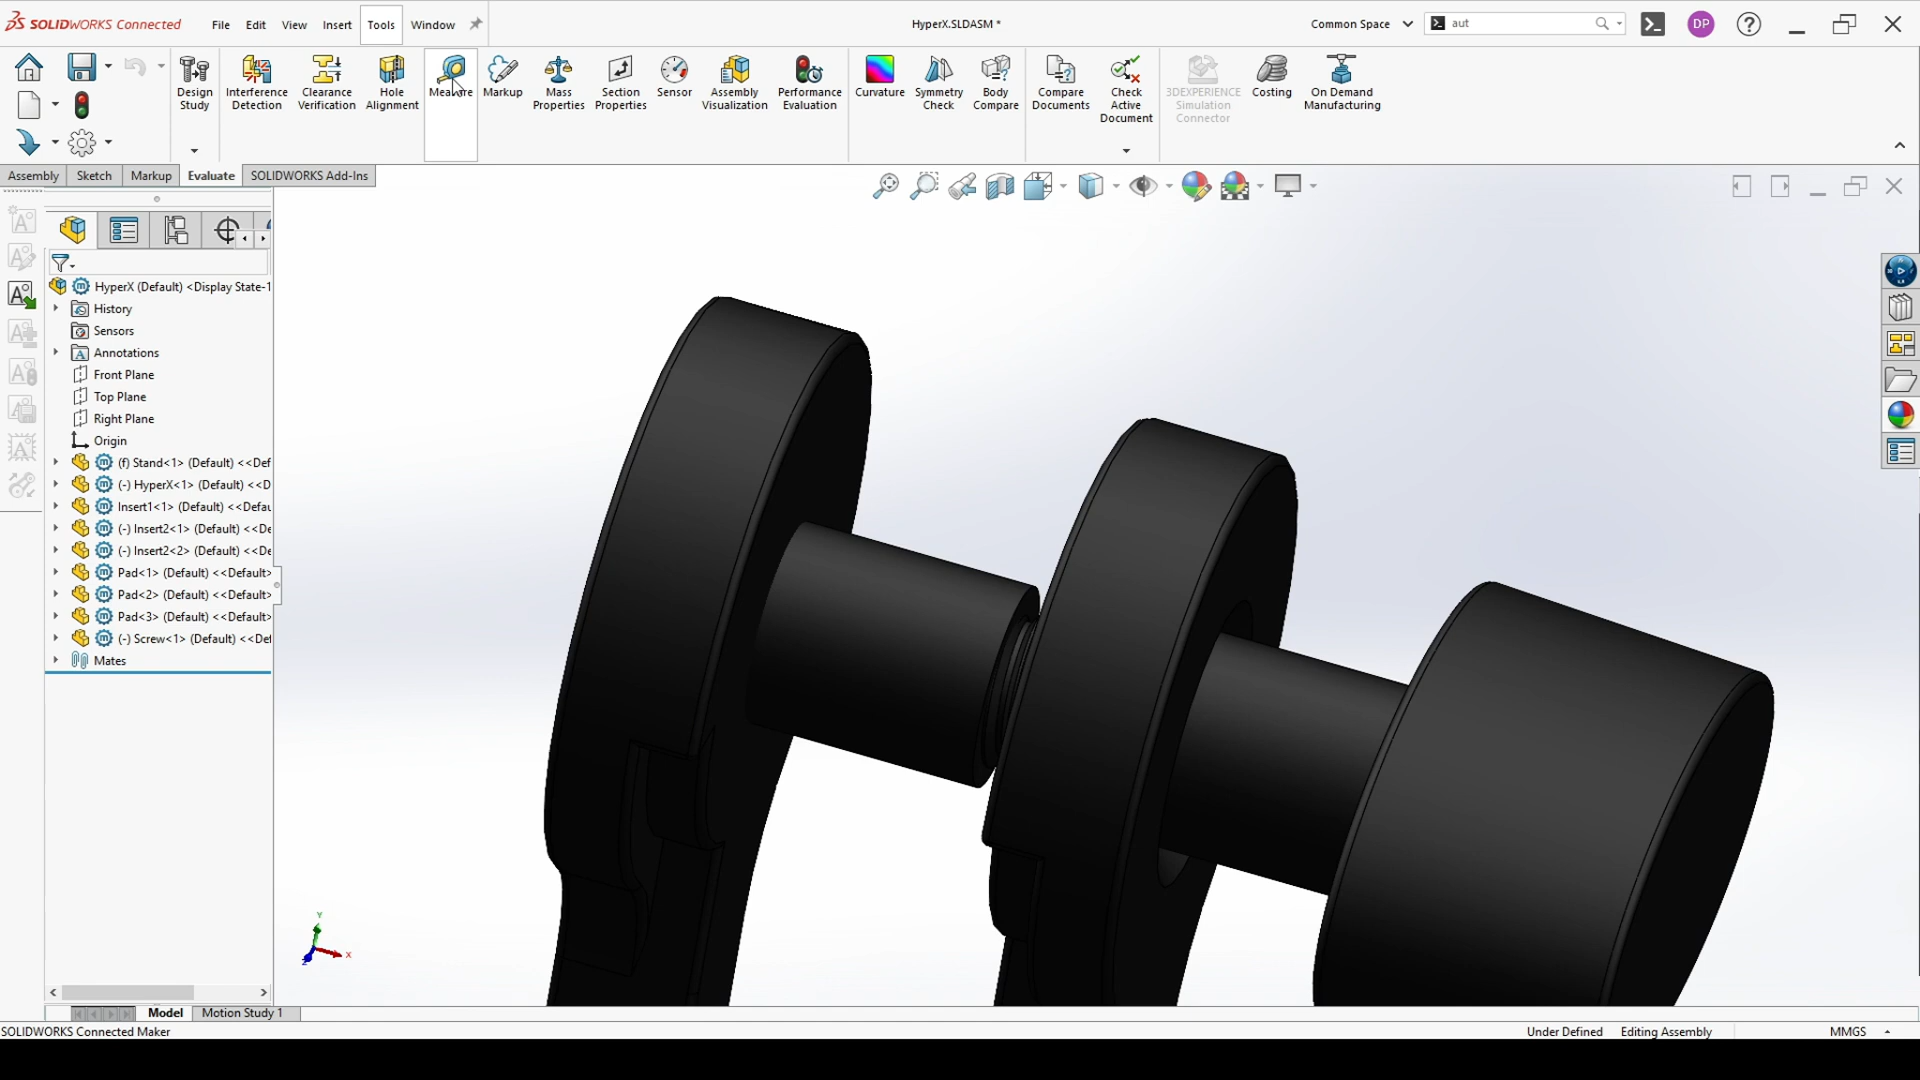 SOLIDWORKS Connected
File Edit View Insert Tools Window
HyperX.SLDASM *
Common Space
aut
DP
Design Study
Interference Detection
Clearance Verification
Hole Alignment
Measure
Markup
Mass Properties
Section Properties
Sensor
Assembly Visualization
Performance Evaluation
Curvature
Symmetry Check
Body Compare
Compare Documents
Check Active Document
3DEXPERIENCE Simulation Connector
Costing
On Demand Manufacturing
Assembly Sketch Markup Evaluate SOLIDWORKS Add-Ins
HyperX (Default) <Display State-1
History
Sensors
Annotations
Front Plane
Top Plane
Right Plane
Origin
(f) Stand<1> (Default) <<Def
(-) HyperX<1> (Default) <<D
Insert1<1> (Default) <<Defau
(-) Insert2<1> (Default) <<De
(-) Insert2<2> (Default) <<De
Pad<1> (Default) <<Default>
Pad<2> (Default) <<Default>
Pad<3> (Default) <<Default>
(-) Screw<1> (Default) <<Def
Mates
Y
X
Z
Model Motion Study 1
SOLIDWORKS Connected Maker
Under Defined Editing Assembly MMGS